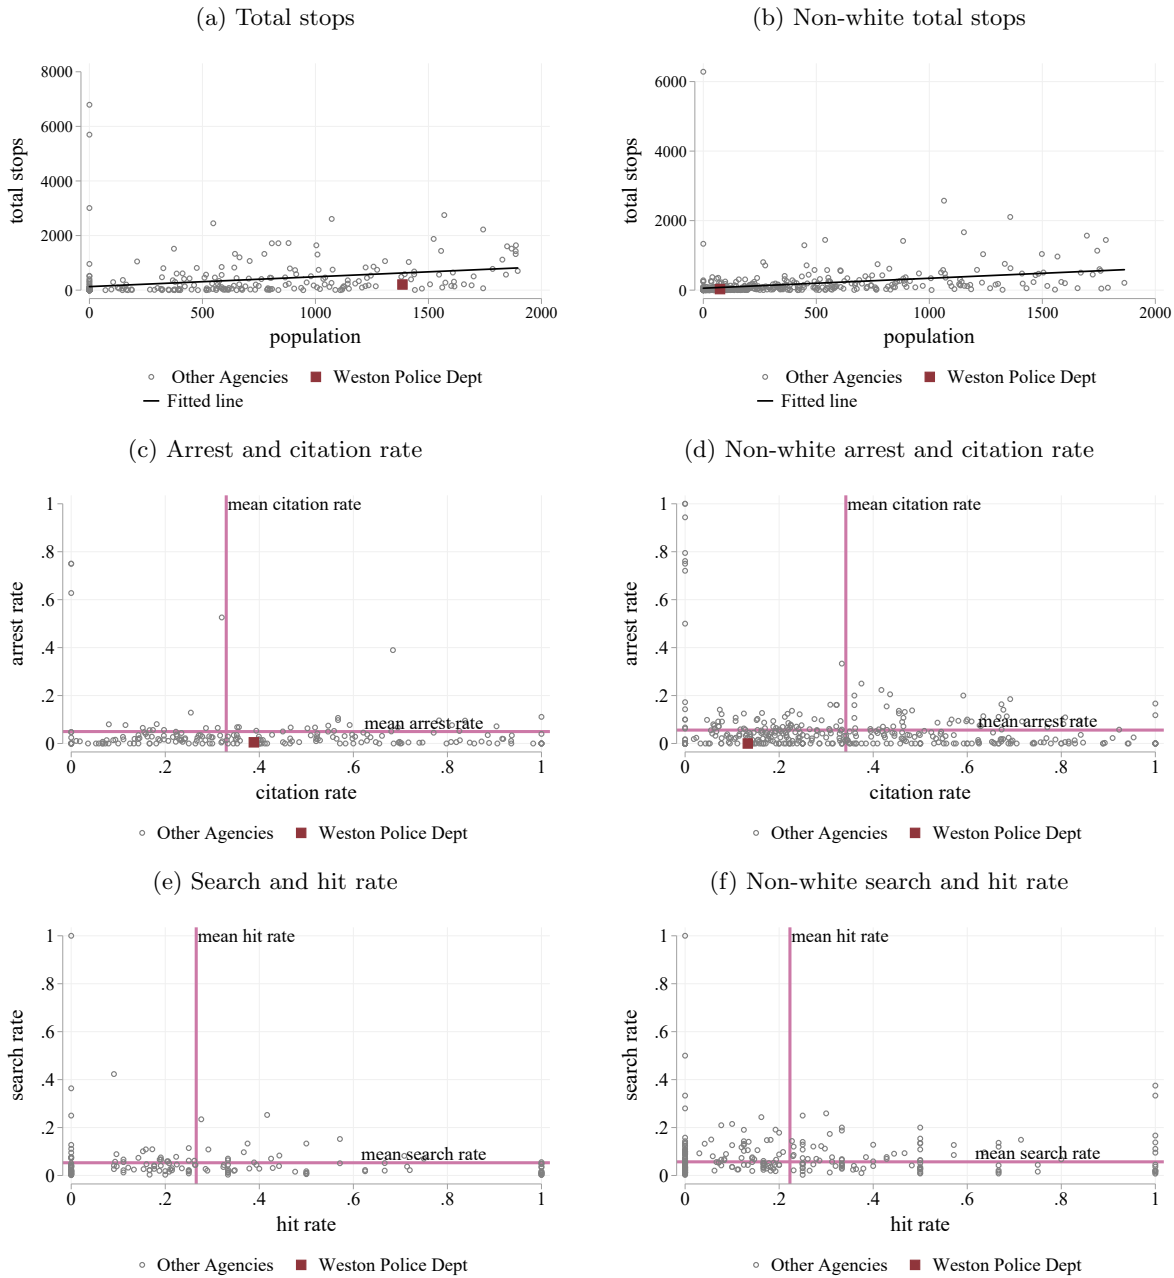 (a) Total stops
(b) Non-white total stops
8000
6000
4000
2000
0
total stops
0 500 1000 1500 2000
population
Other Agencies Weston Police Dept
Fitted line
6000
4000
2000
0
total stops
0 500 1000 1500 2000
population
Other Agencies Weston Police Dept
Fitted line
(c) Arrest and citation rate
(d) Non-white arrest and citation rate
1
.8
.6
.4
.2
0
arrest rate
mean citation rate
mean arrest rate
0 .2 .4 .6 .8 1
citation rate
Other Agencies Weston Police Dept
1
.8
.6
.4
.2
0
arrest rate
mean citation rate
mean arrest rate
0 .2 .4 .6 .8 1
citation rate
Other Agencies Weston Police Dept
(e) Search and hit rate
(f) Non-white search and hit rate
1
.8
.6
.4
.2
0
search rate
mean hit rate
mean search rate
0 .2 .4 .6 .8 1
hit rate
Other Agencies Weston Police Dept
1
.8
.6
.4
.2
0
search rate
mean hit rate
mean search rate
0 .2 .4 .6 .8 1
hit rate
Other Agencies Weston Police Dept